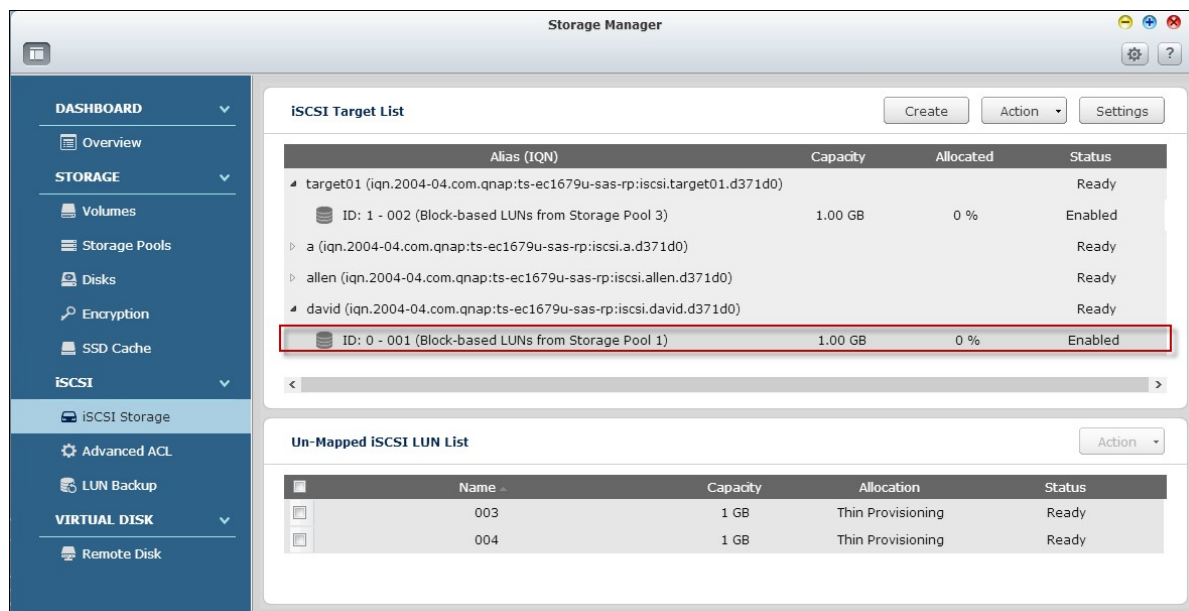 Storage Manager
?
DASHBOARD
Overview
STORAGE
Volumes
Storage Pools
Disks
Encryption
SSD Cache
iSCSI
iSCSI Storage
Advanced ACL
LUN Backup
VIRTUAL DISK
Remote Disk
iSCSI Target List Create Action Settings
Alias (IQN) Capacity Allocated Status
target01 (iqn.2004-04.com.qnap:ts-ec1679u-sas-rp:iscsi.target01.d371d0) Ready
ID: 1 - 002 (Block-based LUNs from Storage Pool 3) 1.00 GB 0 % Enabled
a (iqn.2004-04.com.qnap:ts-ec1679u-sas-rp:iscsi.a.d371d0) Ready
allen (iqn.2004-04.com.qnap:ts-ec1679u-sas-rp:iscsi.allen.d371d0) Ready
david (iqn.2004-04.com.qnap:ts-ec1679u-sas-rp:iscsi.david.d371d0) Ready
ID: 0 - 001 (Block-based LUNs from Storage Pool 1) 1.00 GB 0 % Enabled
Un-Mapped iSCSI LUN List Action
Name Capacity Allocation Status
003 1 GB Thin Provisioning Ready
004 1 GB Thin Provisioning Ready